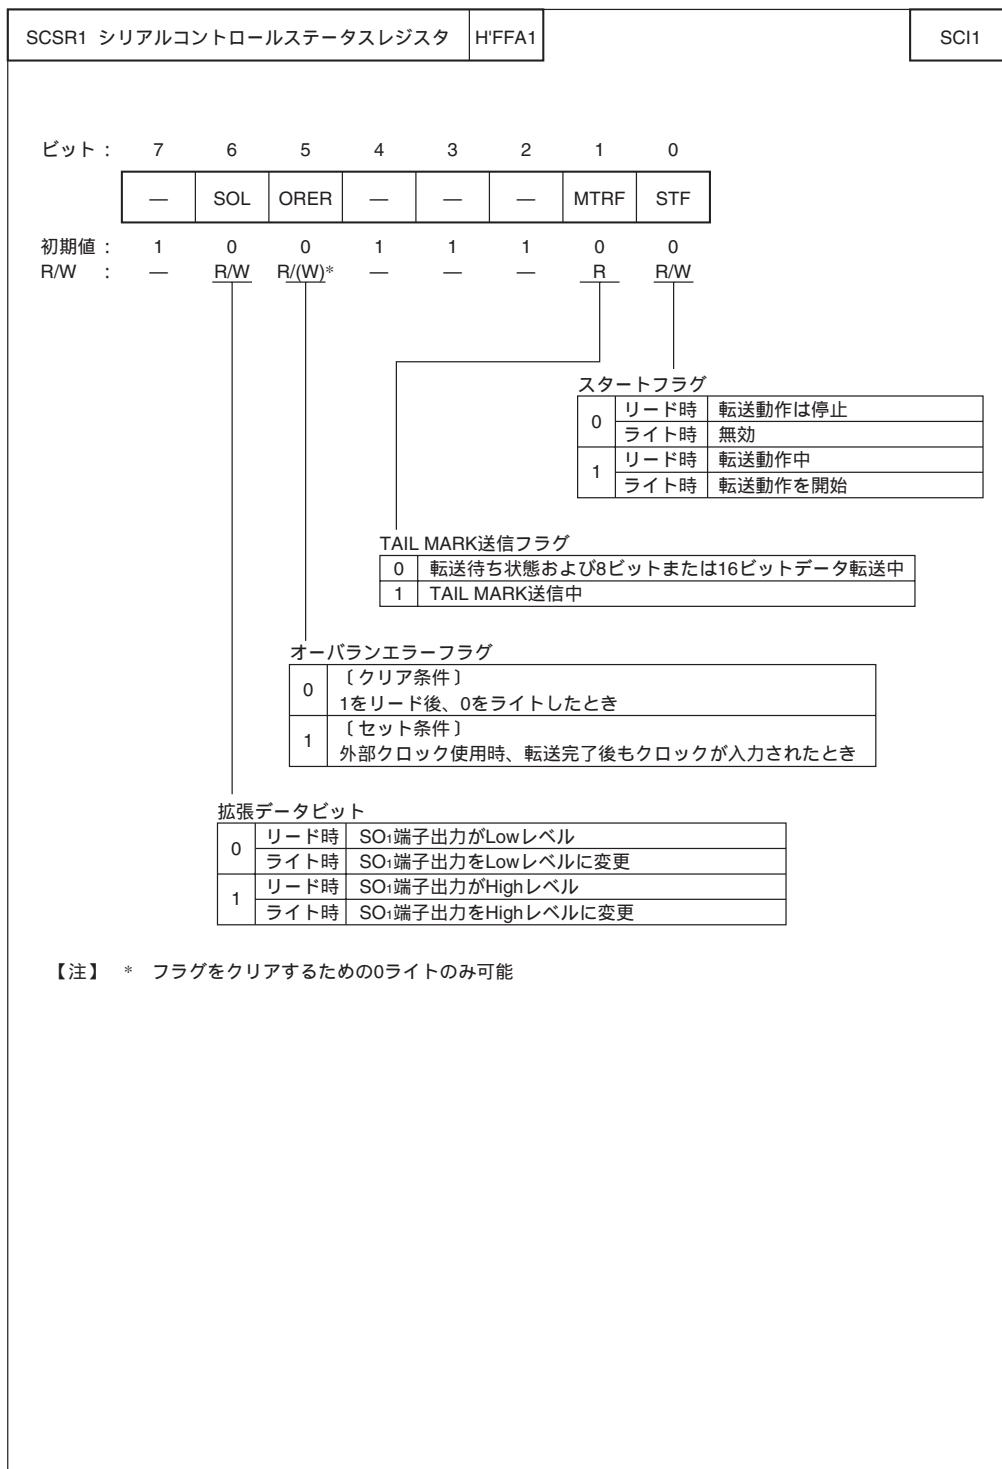 SCSR1 シリアルコントロールステータスレジスタ H'FFA1 SCI1
ビット : 7 6 5 4 3 2 1 0
— SOL ORER — — — MTRF STF
初期値 : 1 0 0 1 1 1 0 0
R/W : — R/W R/(W)* — — — R R/W
スタートフラグ
0 リード時 転送動作は停止
ライト時 無効
1 リード時 転送動作中
ライト時 転送動作を開始
TAIL MARK送信フラグ
0 転送待ち状態および8ビットまたは16ビットデータ転送中
1 TAIL MARK送信中
オーバランエラーフラグ
0 〔クリア条件〕
1をリード後、0をライトしたとき
1 〔セット条件〕
外部クロック使用時、転送完了後もクロックが入力されたとき
拡張データビット
0 リード時 SO₁端子出力がLowレベル
ライト時 SO₁端子出力をLowレベルに変更
1 リード時 SO₁端子出力がHighレベル
ライト時 SO₁端子出力をHighレベルに変更
【注】 * フラグをクリアするための0ライトのみ可能